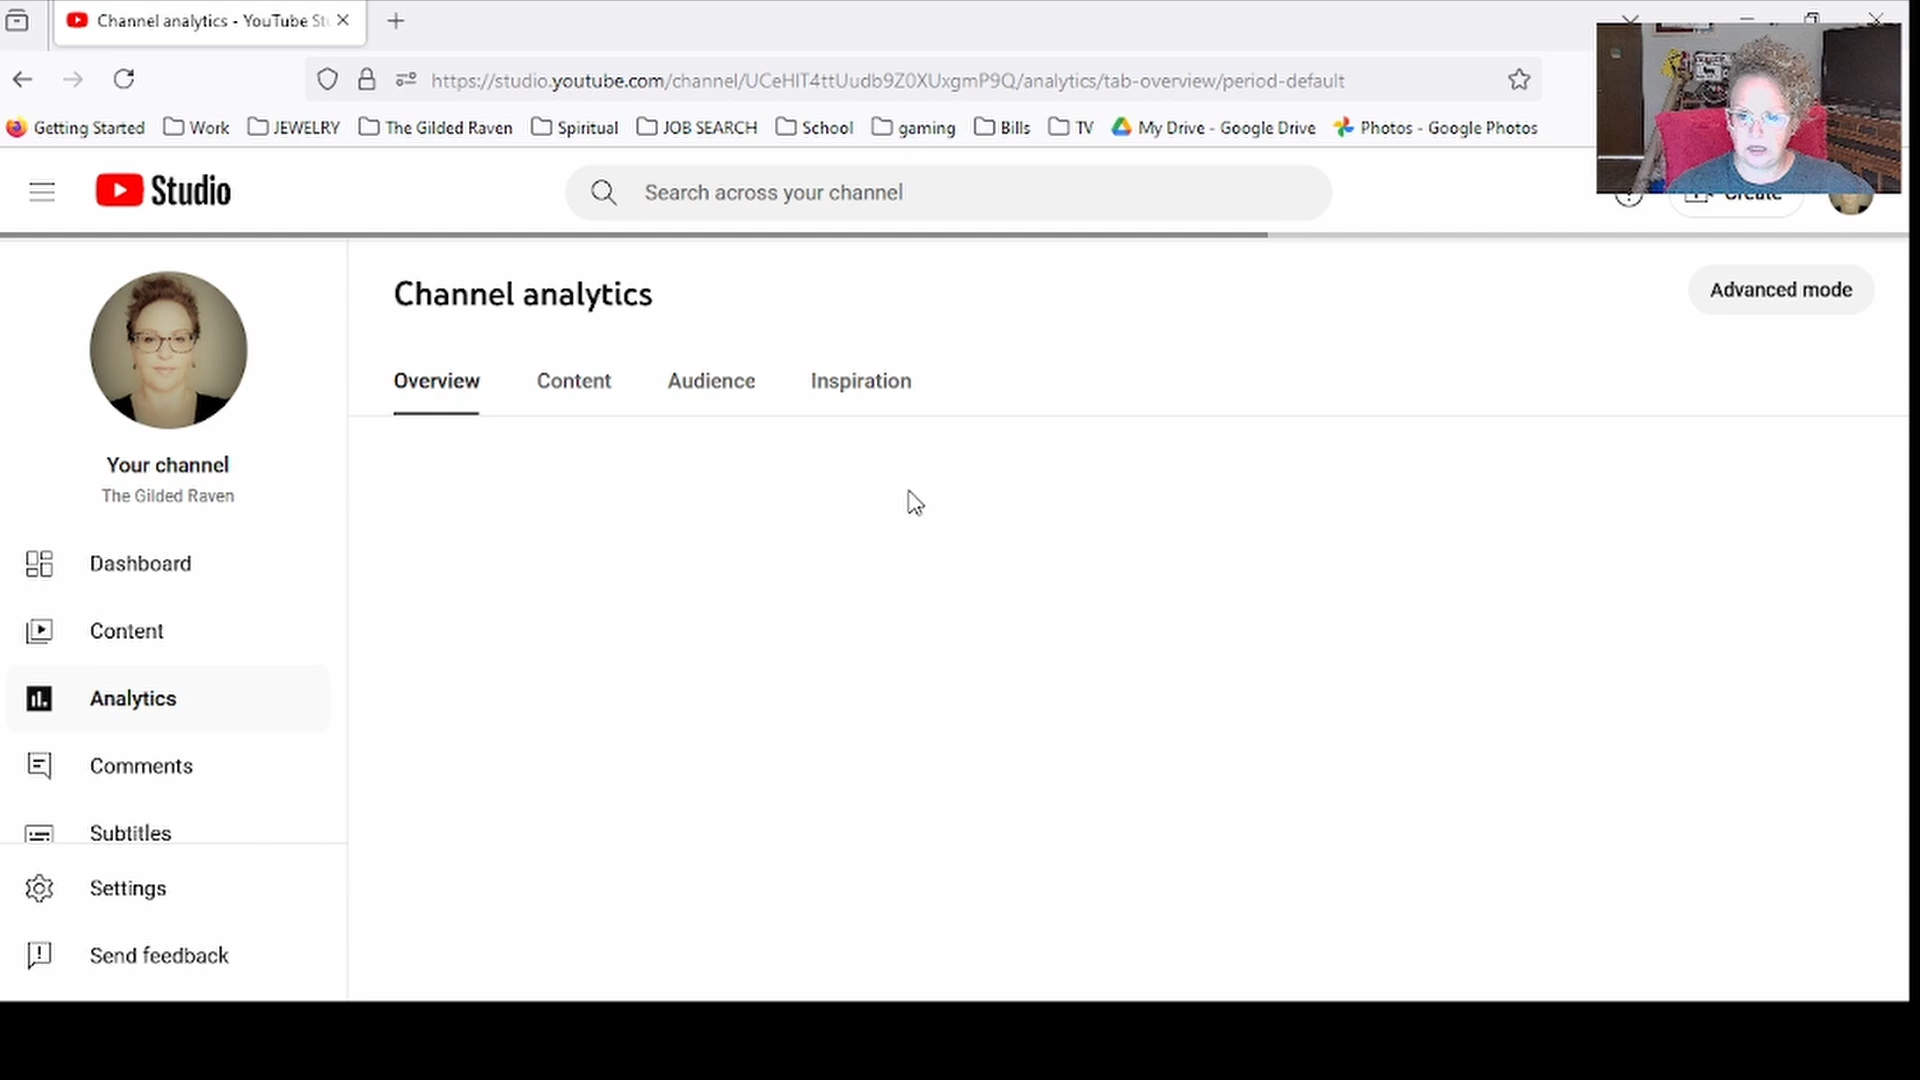 Channel analytics - YouTube St
https://studio.youtube.com/channel/UCeHIT4ttUudb9Z0XUxgmP9Q/analytics/tab-overview/period-default
Getting Started Work JEWELRY The Gilded Raven Spiritual JOB SEARCH School gaming Bills TV My Drive - Google Drive Photos - Google Photos
Studio
Search across your channel
Create
Channel analytics
Advanced mode
Overview Content Audience Inspiration
Your channel
The Gilded Raven
Dashboard
Content
Analytics
Comments
Subtitles
Settings
Send feedback